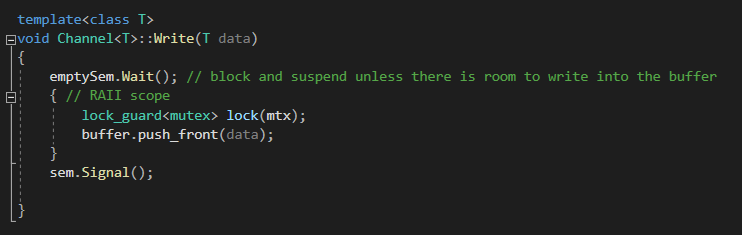 template<class T>
void Channel<T>::Write(T data)
{
    emptySem.Wait(); // block and suspend unless there is room to write into the buffer
    { // RAII scope
        lock_guard<mutex> lock(mtx);
        buffer.push_front(data);
    }
    sem.Signal();

}